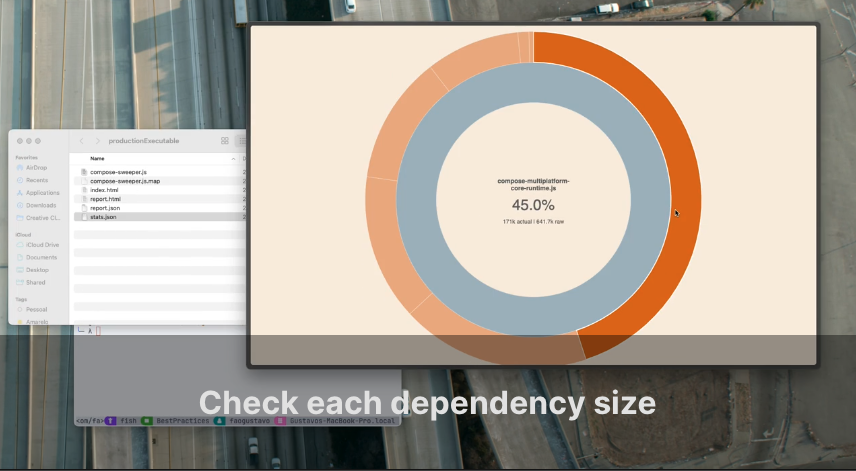 productionExecutable
Favorites
AirDrop
Recents
Applications
Downloads
Creative Cl...
iCloud
iCloud Drive
Documents
Desktop
Shared
Tags
Pessoal
Amarelo
Name
compose-sweeper.js
compose-sweeper.js.map
index.html
report.html
report.json
stats.json
compose-multiplatform-
core-runtime.js
45.0%
171k actual | 641.7k raw
Check each dependency size
fish BestPractices faogustavo Gustavos-MacBook-Pro.local